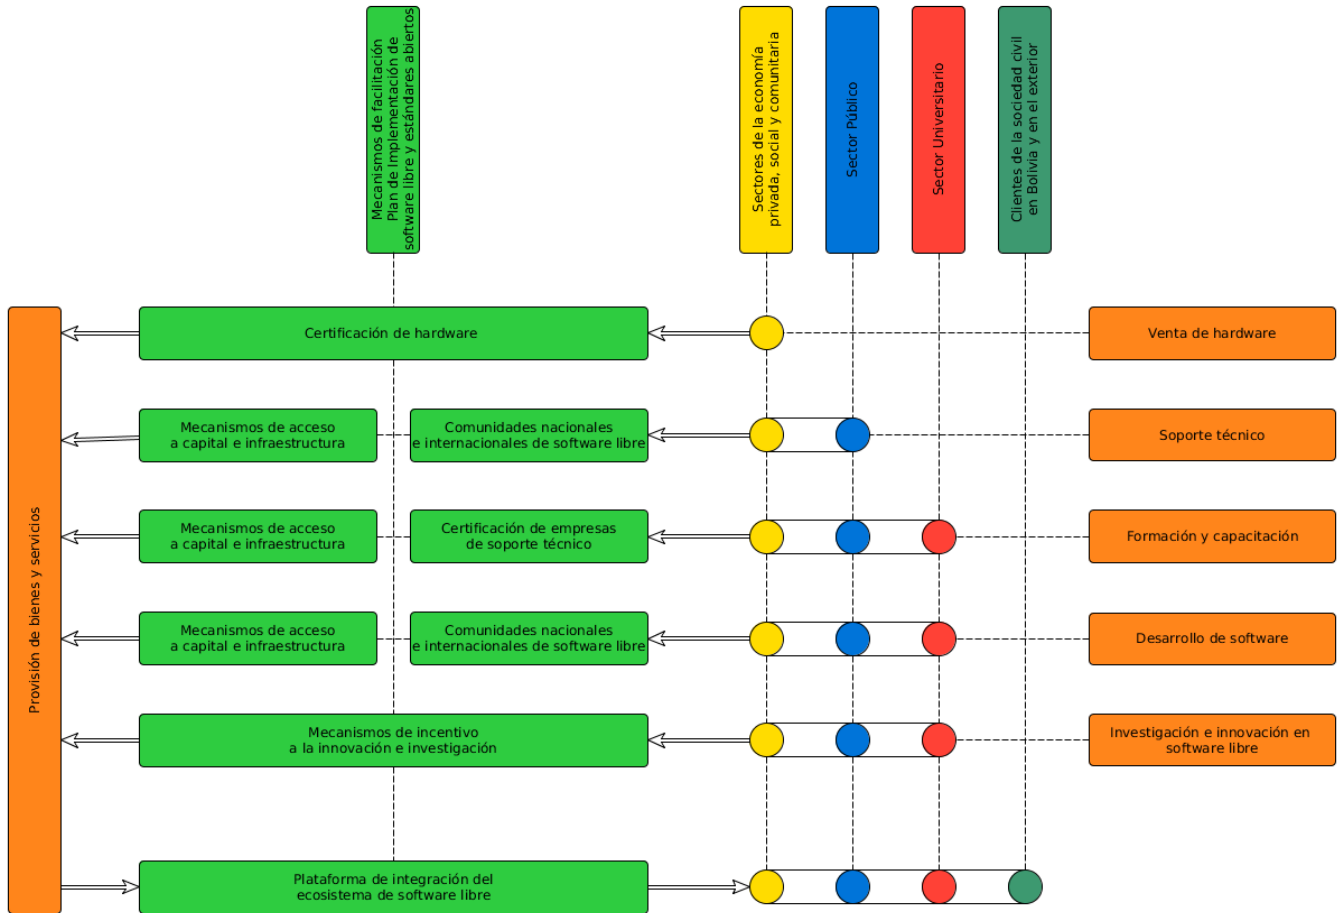 Mecanismos de facilitación
Plan de Implementación de
software libre y estándares abiertos
Sectores de la economía
privada, social y comunitaria
Sector Público
Sector Universitario
Clientes de la sociedad civil
en Bolivia y en el exterior
Provisión de bienes y servicios
Certificación de hardware
Venta de hardware
Mecanismos de acceso
a capital e infraestructura
Comunidades nacionales
e internacionales de software libre
Soporte técnico
Mecanismos de acceso
a capital e infraestructura
Certificación de empresas
de soporte técnico
Formación y capacitación
Mecanismos de acceso
a capital e infraestructura
Comunidades nacionales
e internacionales de software libre
Desarrollo de software
Mecanismos de incentivo
a la innovación e investigación
Investigación e innovación en
software libre
Plataforma de integración del
ecosistema de software libre